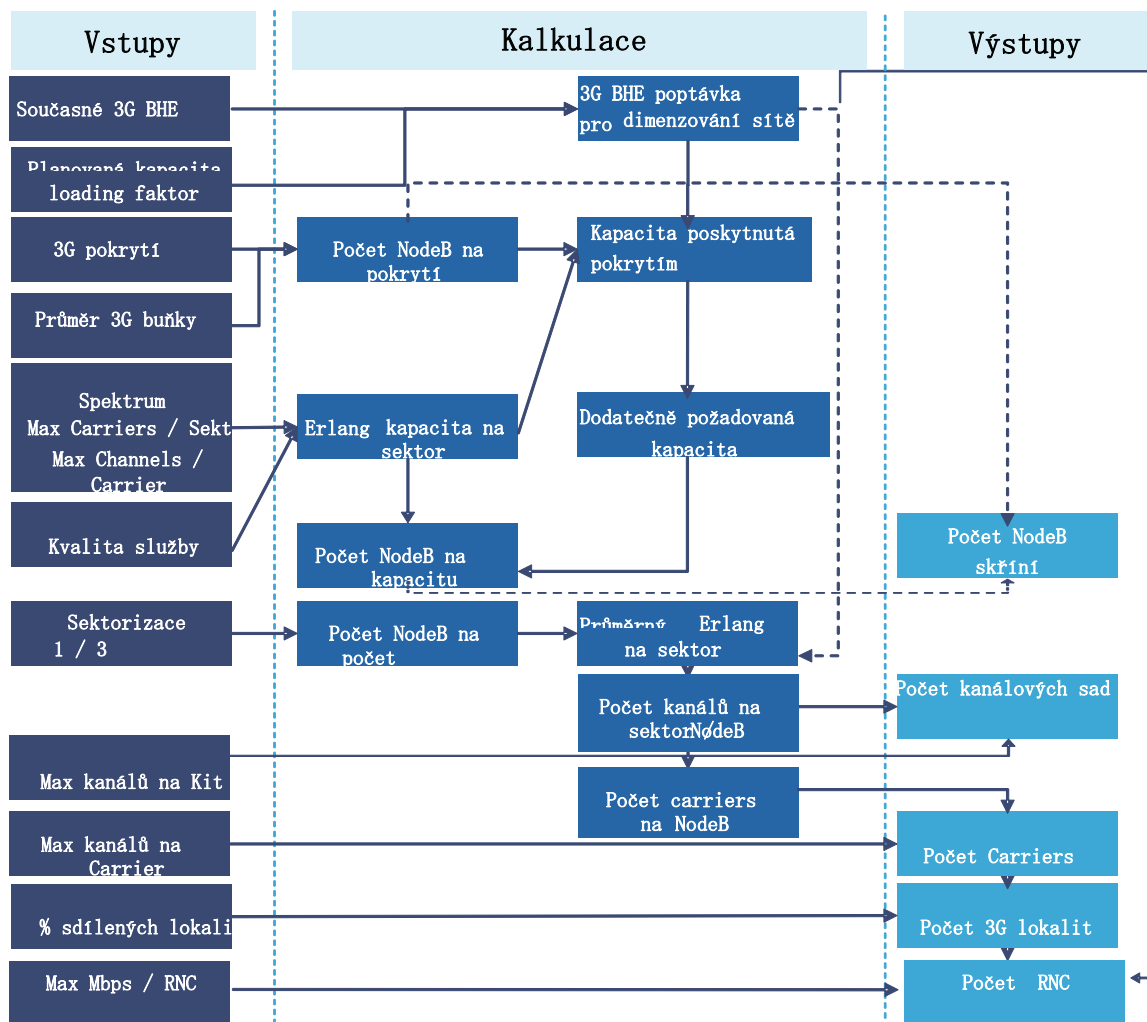 Vstupy
Kalkulace
Výstupy
Současné 3G BHE
3G BHE poptávka
pro dimenzování sítě
Planovaná kapacita
loading faktor
3G pokrytí
Počet NodeB na
pokrytí
Kapacita poskytnutá
pokrytím
Průměr 3G buňky
Spektrum
Max Carriers / Sekt
Max Channels /
Carrier
Erlang kapacita na
sektor
Dodatečně požadovaná
kapacita
Kvalita služby
Počet NodeB na
kapacitu
Počet NodeB
skříní
Sektorizace
1 / 3
Počet NodeB na
počet
Průměrný Erlang
na sektor
Počet kanálů na
sektorNodeB
Počet kanálových sad
Max kanálů na Kit
Počet carriers
na NodeB
Max kanálů na
Carrier
Počet Carriers
% sdílených lokali
Počet 3G lokalit
Max Mbps / RNC
Počet RNC